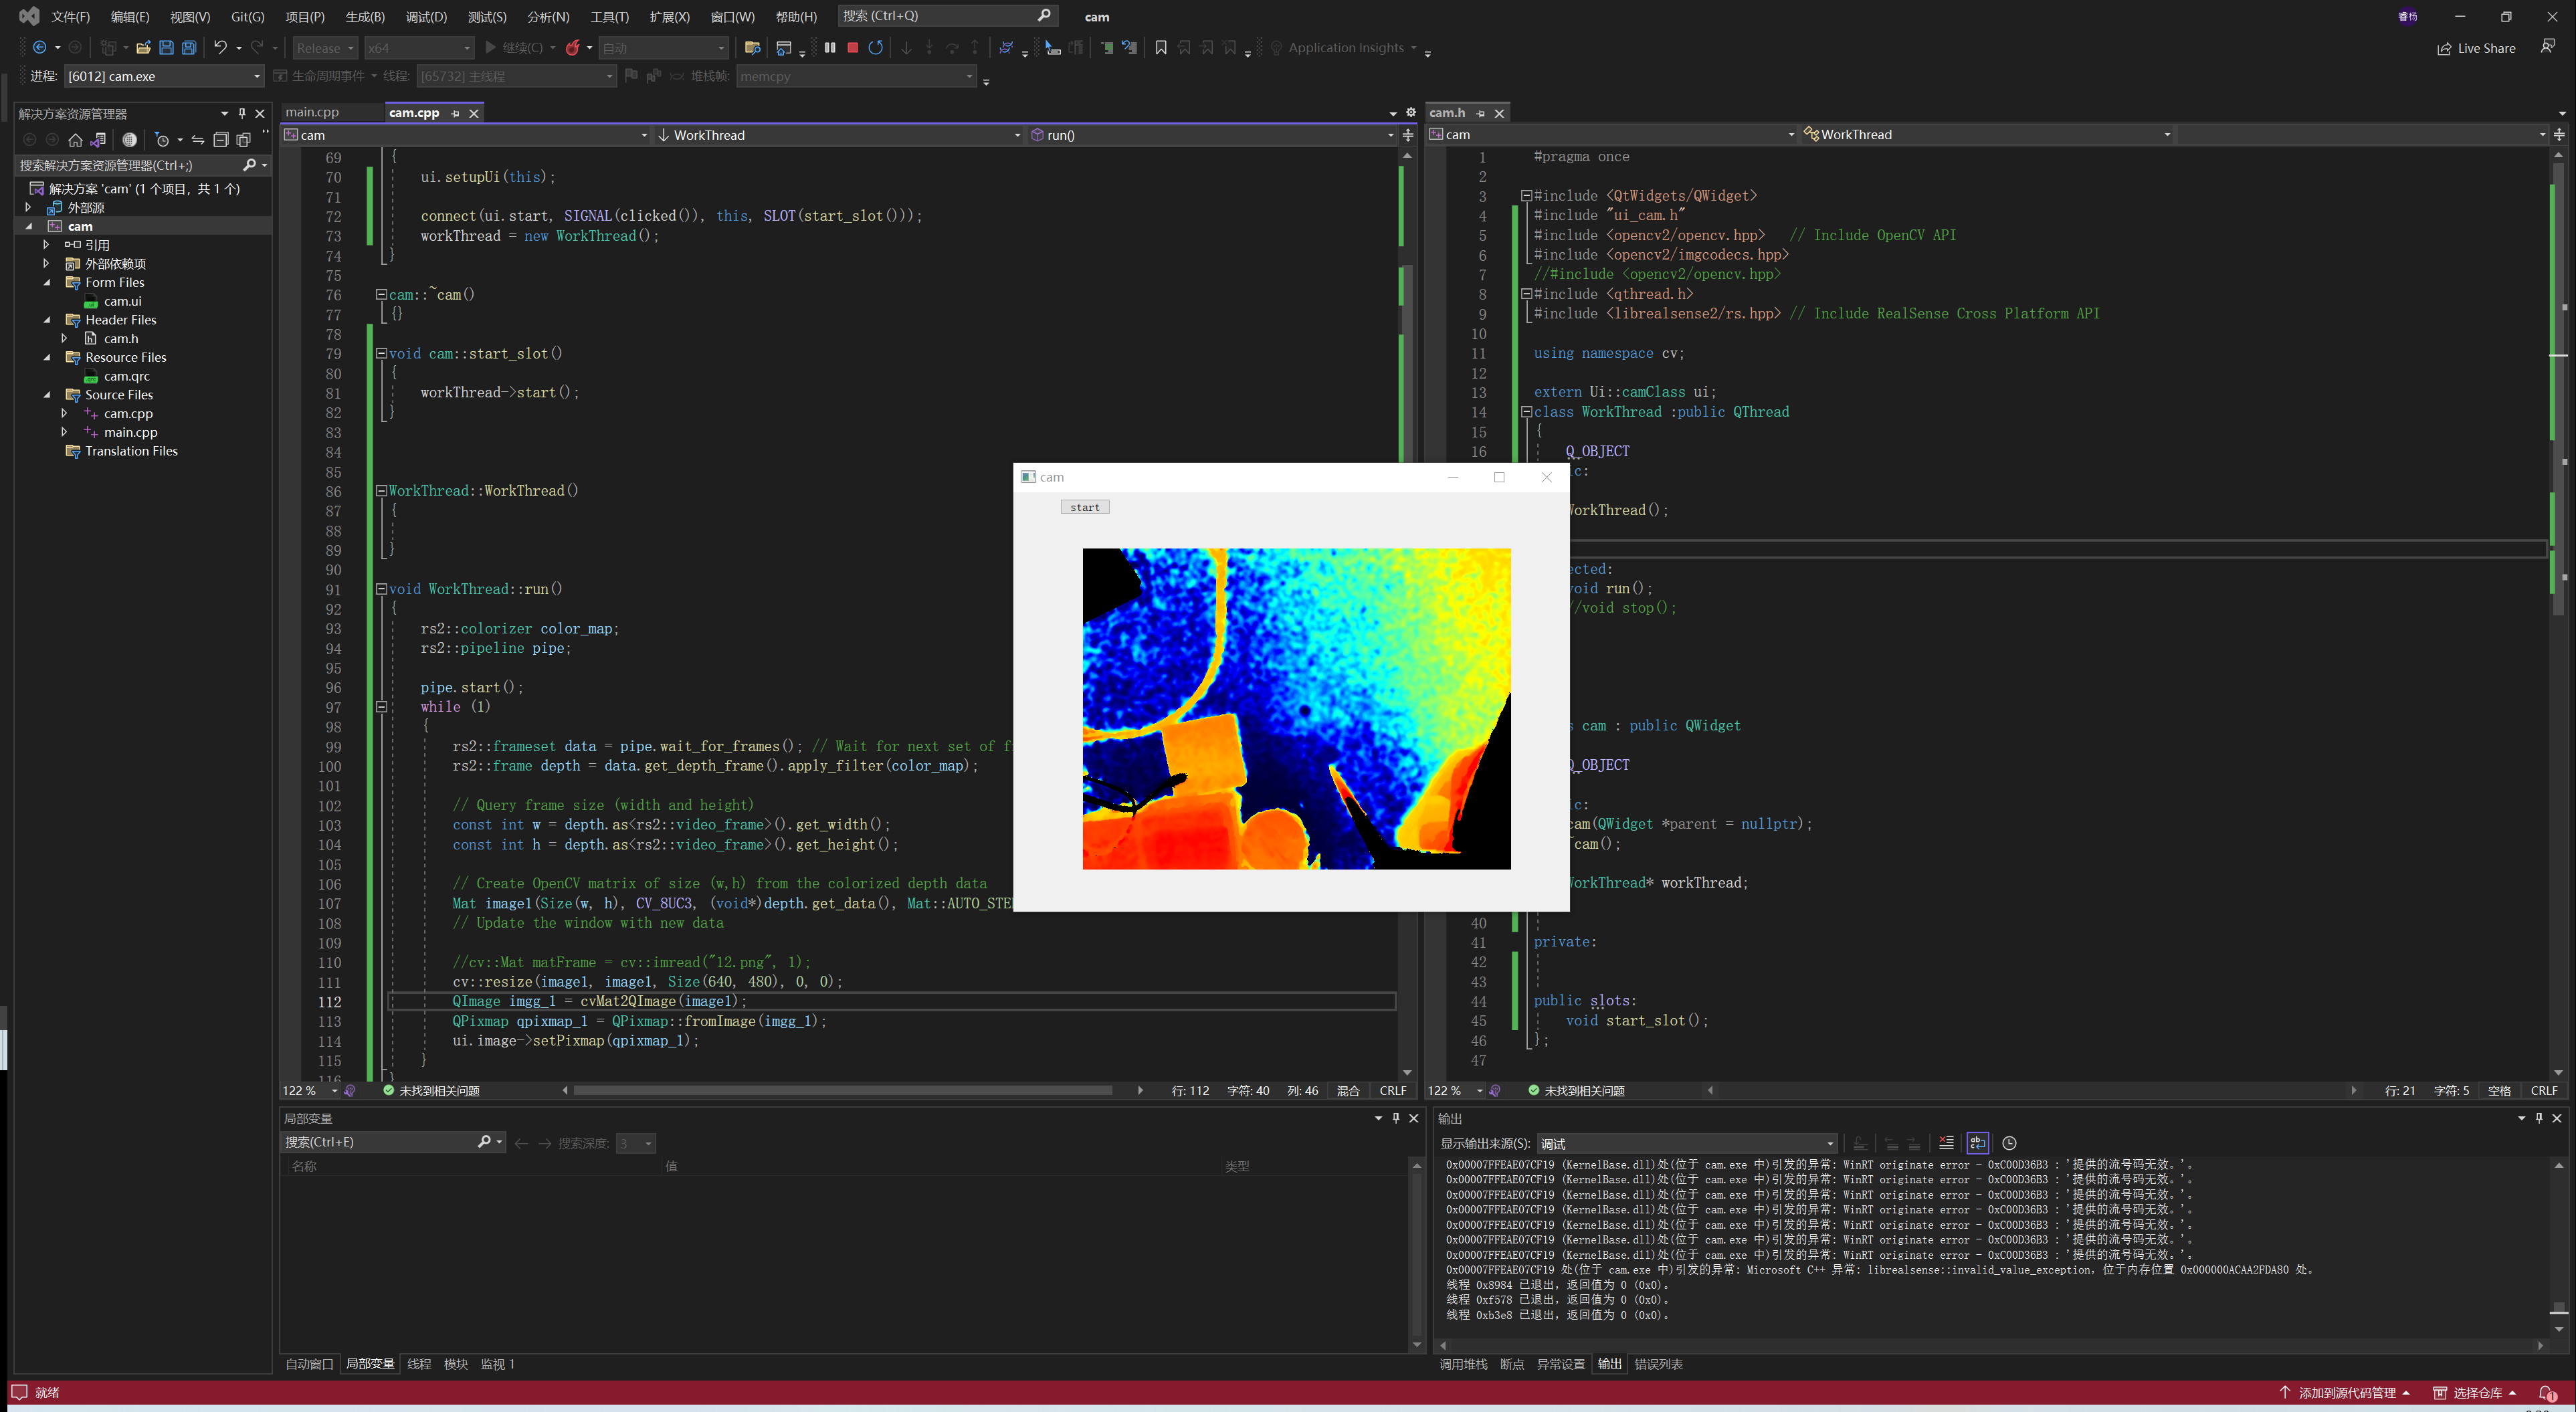 文件(F) 编辑(E) 视图(V) Git(G) 项目(P) 生成(B) 调试(D) 测试(S) 分析(N) 工具(T) 扩展(X) 窗口(W) 帮助(H) 搜索 (Ctrl+Q) cam 睿杨
Release x64 继续(C) 自动 Application Insights Live Share
进程: [6012] cam.exe 生命周期事件 线程: [65732] 主线程 堆栈帧: memcpy
解决方案资源管理器
搜索解决方案资源管理器(Ctrl+;)
解决方案 'cam' (1 个项目, 共 1 个)
外部源
cam
引用
外部依赖项
Form Files
cam.ui
Header Files
cam.h
Resource Files
cam.qrc
Source Files
cam.cpp
main.cpp
Translation Files
main.cpp cam.cpp
cam WorkThread run()
69 {
70 ui.setupUi(this);
71
72 connect(ui.start, SIGNAL(clicked()), this, SLOT(start_slot()));
73 workThread = new WorkThread();
74 }
75
76 cam::~cam()
77 {}
78
79 void cam::start_slot()
80 {
81 workThread->start();
82 }
83
84
85
86 WorkThread::WorkThread()
87 {
88
89 }
90
91 void WorkThread::run()
92 {
93 rs2::colorizer color_map;
94 rs2::pipeline pipe;
95
96 pipe.start();
97 while (1)
98 {
99 rs2::frameset data = pipe.wait_for_frames(); // Wait for next set of
100 rs2::frame depth = data.get_depth_frame().apply_filter(color_map);
101
102 // Query frame size (width and height)
103 const int w = depth.as<rs2::video_frame>().get_width();
104 const int h = depth.as<rs2::video_frame>().get_height();
105
106 // Create OpenCV matrix of size (w,h) from the colorized depth data
107 Mat image1(Size(w, h), CV_8UC3, (void*)depth.get_data(), Mat::AUTO_STE
108 // Update the window with new data
109
110 //cv::Mat matFrame = cv::imread("12.png", 1);
111 cv::resize(image1, image1, Size(640, 480), 0, 0);
112 QImage imgg_1 = cvMat2QImage(image1);
113 QPixmap qpixmap_1 = QPixmap::fromImage(imgg_1);
114 ui.image->setPixmap(qpixmap_1);
115 }
116 }
122 % 未找到相关问题 行: 112 字符: 40 列: 46 混合 CRLF
cam
start
cam.h
cam WorkThread
1 #pragma once
2
3 #include <QtWidgets/QWidget>
4 #include "ui_cam.h"
5 #include <opencv2/opencv.hpp> // Include OpenCV API
6 #include <opencv2/imgcodecs.hpp>
7 //#include <opencv2/opencv.hpp>
8 #include <qthread.h>
9 #include <librealsense2/rs.hpp> // Include RealSense Cross Platform API
10
11 using namespace cv;
12
13 extern Ui::camClass ui;
14 class WorkThread :public QThread
15 {
16 Q_OBJECT
ic:
WorkThread();
ected:
void run();
//void stop();
s cam : public QWidget
Q_OBJECT
ic:
cam(QWidget *parent = nullptr);
~cam();
WorkThread* workThread;
40
41 private:
42
43
44 public slots:
45 void start_slot();
46 };
47
122 % 未找到相关问题 行: 21 字符: 5 空格 CRLF
局部变量
搜索(Ctrl+E) 搜索深度: 3
名称 值 类型
自动窗口 局部变量 线程 模块 监视 1
输出
显示输出来源(S): 调试
0x00007FFEAE07CF19 (KernelBase.dll)处(位于 cam.exe 中)引发的异常: WinRT originate error - 0xC00D36B3 : '提供的流号码无效。'。
0x00007FFEAE07CF19 (KernelBase.dll)处(位于 cam.exe 中)引发的异常: WinRT originate error - 0xC00D36B3 : '提供的流号码无效。'。
0x00007FFEAE07CF19 (KernelBase.dll)处(位于 cam.exe 中)引发的异常: WinRT originate error - 0xC00D36B3 : '提供的流号码无效。'。
0x00007FFEAE07CF19 (KernelBase.dll)处(位于 cam.exe 中)引发的异常: WinRT originate error - 0xC00D36B3 : '提供的流号码无效。'。
0x00007FFEAE07CF19 (KernelBase.dll)处(位于 cam.exe 中)引发的异常: WinRT originate error - 0xC00D36B3 : '提供的流号码无效。'。
0x00007FFEAE07CF19 (KernelBase.dll)处(位于 cam.exe 中)引发的异常: WinRT originate error - 0xC00D36B3 : '提供的流号码无效。'。
0x00007FFEAE07CF19 (KernelBase.dll)处(位于 cam.exe 中)引发的异常: WinRT originate error - 0xC00D36B3 : '提供的流号码无效。'。
0x00007FFEAE07CF19 处(位于 cam.exe 中)引发的异常: Microsoft C++ 异常: librealsense::invalid_value_exception, 位于内存位置 0x000000ACAA2FDA80 处。
线程 0x8984 已退出, 返回值为 0 (0x0)。
线程 0xf578 已退出, 返回值为 0 (0x0)。
线程 0xb3e8 已退出, 返回值为 0 (0x0)。
调用堆栈 断点 异常设置 输出 错误列表
就绪 添加到源代码管理 选择仓库 1